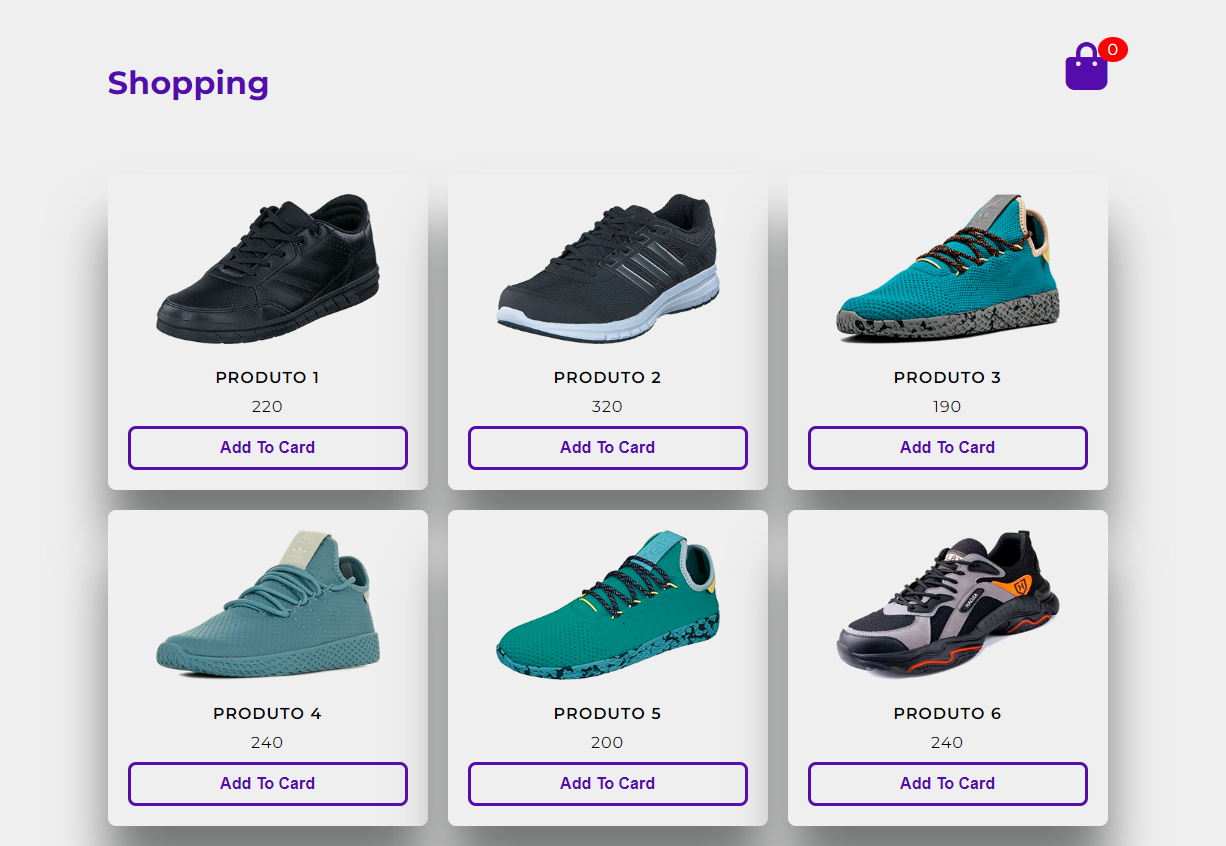 Shopping
0
PRODUTO 1
220
Add To Card
PRODUTO 2
320
Add To Card
PRODUTO 3
190
Add To Card
PRODUTO 4
240
Add To Card
PRODUTO 5
200
Add To Card
PRODUTO 6
240
Add To Card